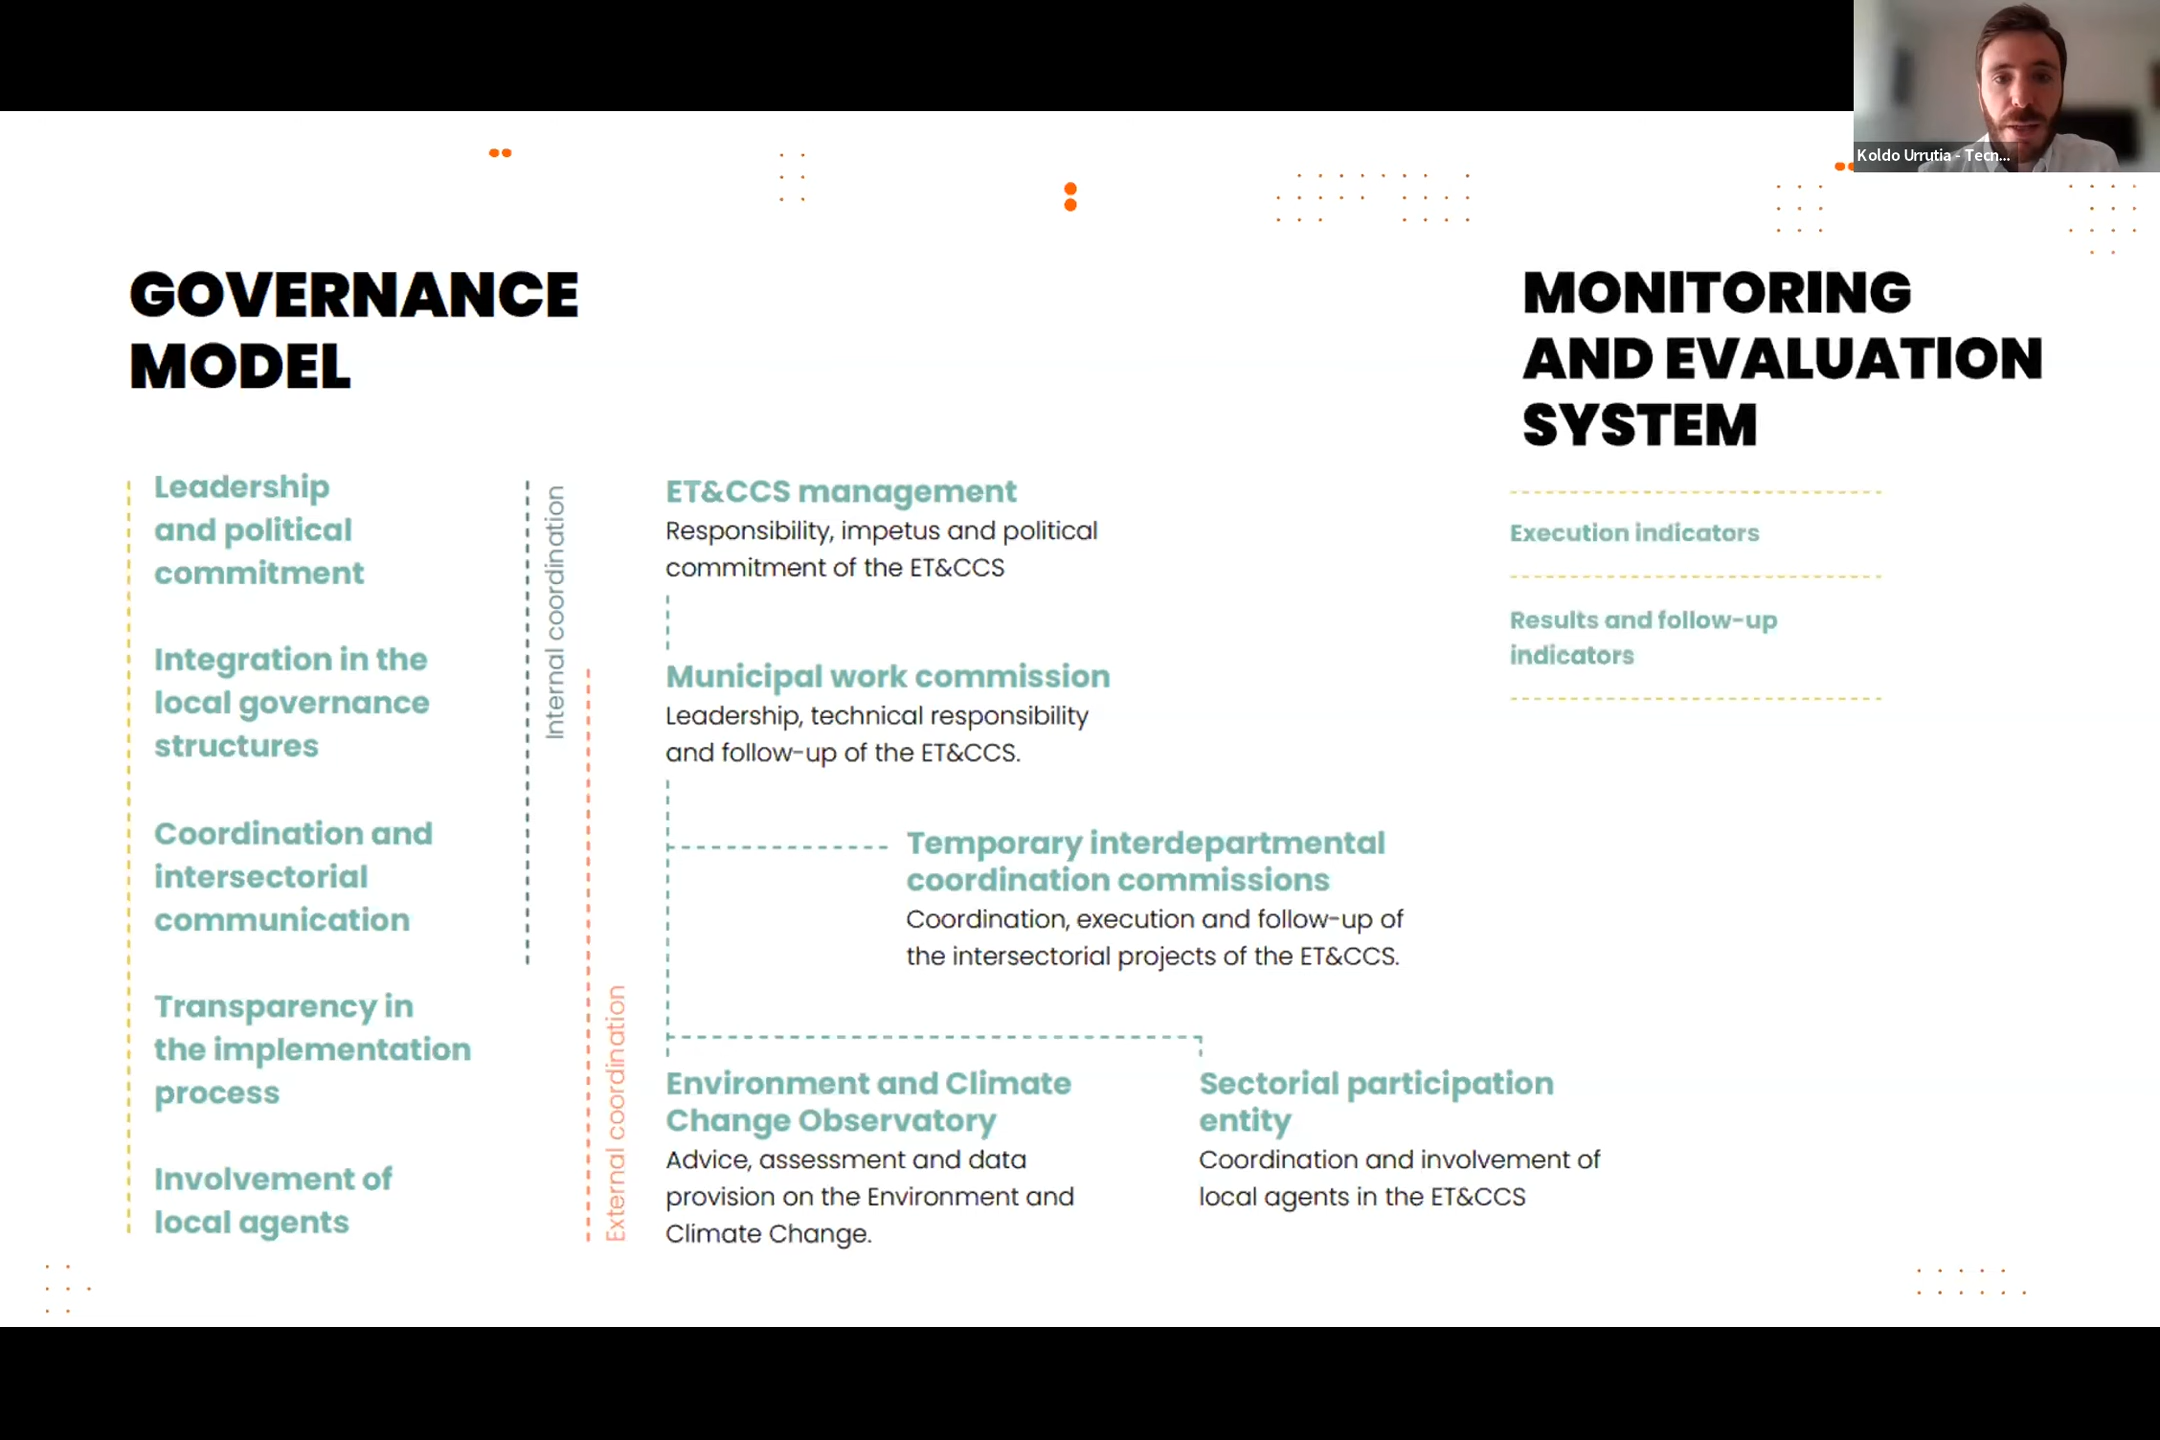 Koldo Urrutia - Tecn...
GOVERNANCE
MODEL
Leadership
and political
commitment
Integration in the
local governance
structures
Coordination and
intersectorial
communication
Transparency in
the implementation
process
Involvement of
local agents
Internal coordination
External coordination
ET&CCS management
Responsibility, impetus and political
commitment of the ET&CCS
Municipal work commission
Leadership, technical responsibility
and follow-up of the ET&CCS.
Temporary interdepartmental
coordination commissions
Coordination, execution and follow-up of
the intersectorial projects of the ET&CCS.
Environment and Climate
Change Observatory
Advice, assessment and data
provision on the Environment and
Climate Change.
Sectorial participation
entity
Coordination and involvement of
local agents in the ET&CCS
MONITORING
AND EVALUATION
SYSTEM
Execution indicators
Results and follow-up
indicators